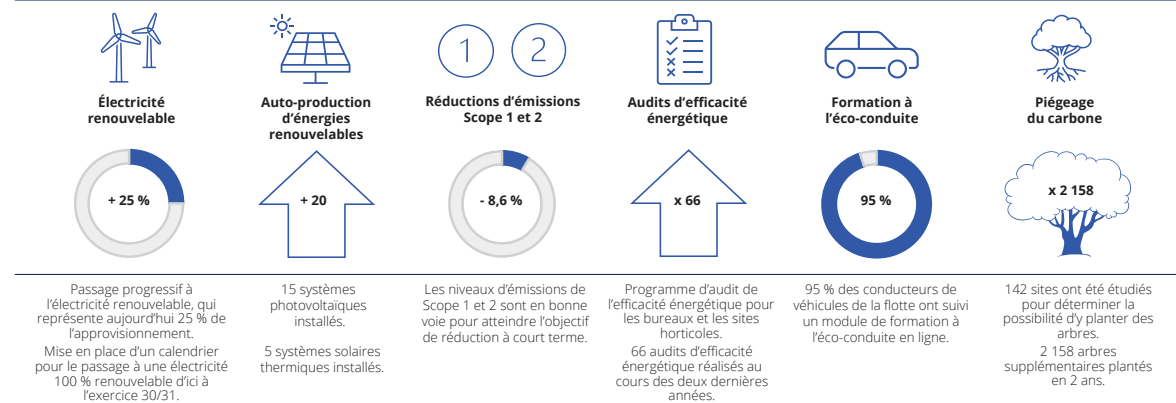 1 2
Électricité
renouvelable
+ 25 %
Passage progressif à
l'électricité renouvelable, qui
représente aujourd'hui 25 % de
l'approvisionnement.
Mise en place d'un calendrier
pour le passage à une électricité
100 % renouvelable d'ici à
l'exercice 30/31.
Auto-production
d'énergies
renouvelables
+ 20
15 systèmes
photovoltaïques
installés.
5 systèmes solaires
thermiques installés.
Réductions d'émissions
Scope 1 et 2
- 8,6 %
Les niveaux d'émissions de
Scope 1 et 2 sont en bonne
voie pour atteindre l'objectif
de réduction à court terme.
Audits d'efficacité
énergétique
x 66
Programme d'audit de
l'efficacité énergétique pour
les bureaux et les sites
horticoles.
66 audits d'efficacité
énergétique réalisés au
cours des deux dernières
années.
Formation à
l'éco-conduite
95 %
95 % des conducteurs de
véhicules de la flotte ont suivi
un module de formation à
l'éco-conduite en ligne.
Piégeage
du carbone
x 2 158
142 sites ont été étudiés
pour déterminer la
possibilité d'y planter des
arbres.
2 158 arbres
supplémentaires plantés
en 2 ans.